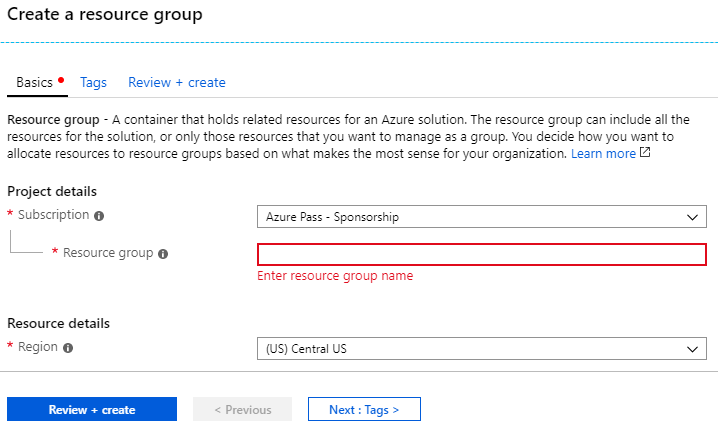 Create a resource group
Basics Tags Review + create
Resource group - A container that holds related resources for an Azure solution. The resource group can include all the
resources for the solution, or only those resources that you want to manage as a group. You decide how you want to
allocate resources to resource groups based on what makes the most sense for your organization. Learn more
Project details
* Subscription Azure Pass - Sponsorship
* Resource group
Enter resource group name
Resource details
* Region (US) Central US
Review + create < Previous Next : Tags >